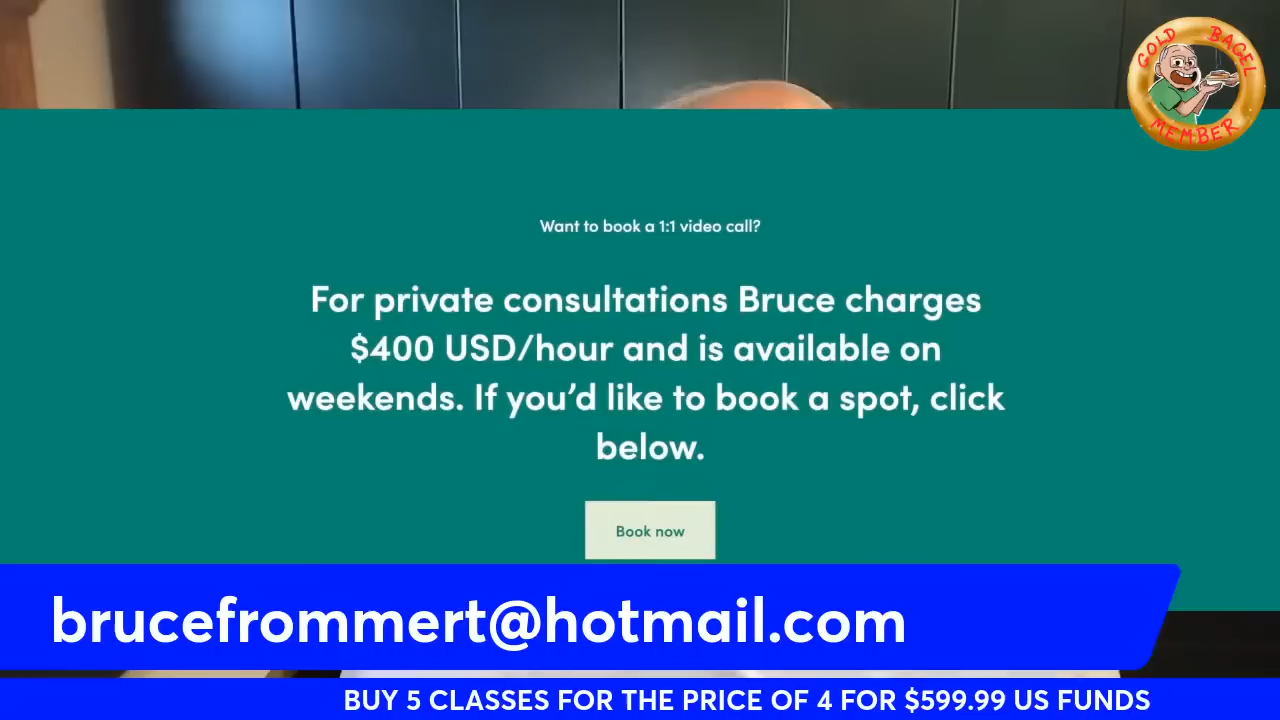 GOLD BAGEL
MEMBER
Want to book a 1:1 video call?
For private consultations Bruce charges
$400 USD/hour and is available on
weekends. If you’d like to book a spot, click
below.
Book now
brucefrommert@hotmail.com
BUY 5 CLASSES FOR THE PRICE OF 4 FOR $599.99 US FUNDS